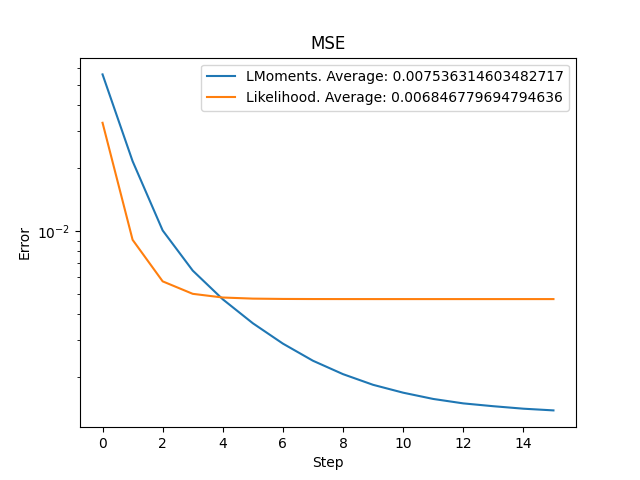 MSE
LMoments. Average: 0.007536314603482717
Likelihood. Average: 0.006846779694794636
Error
10⁻²
0 2 4 6 8 10 12 14
Step